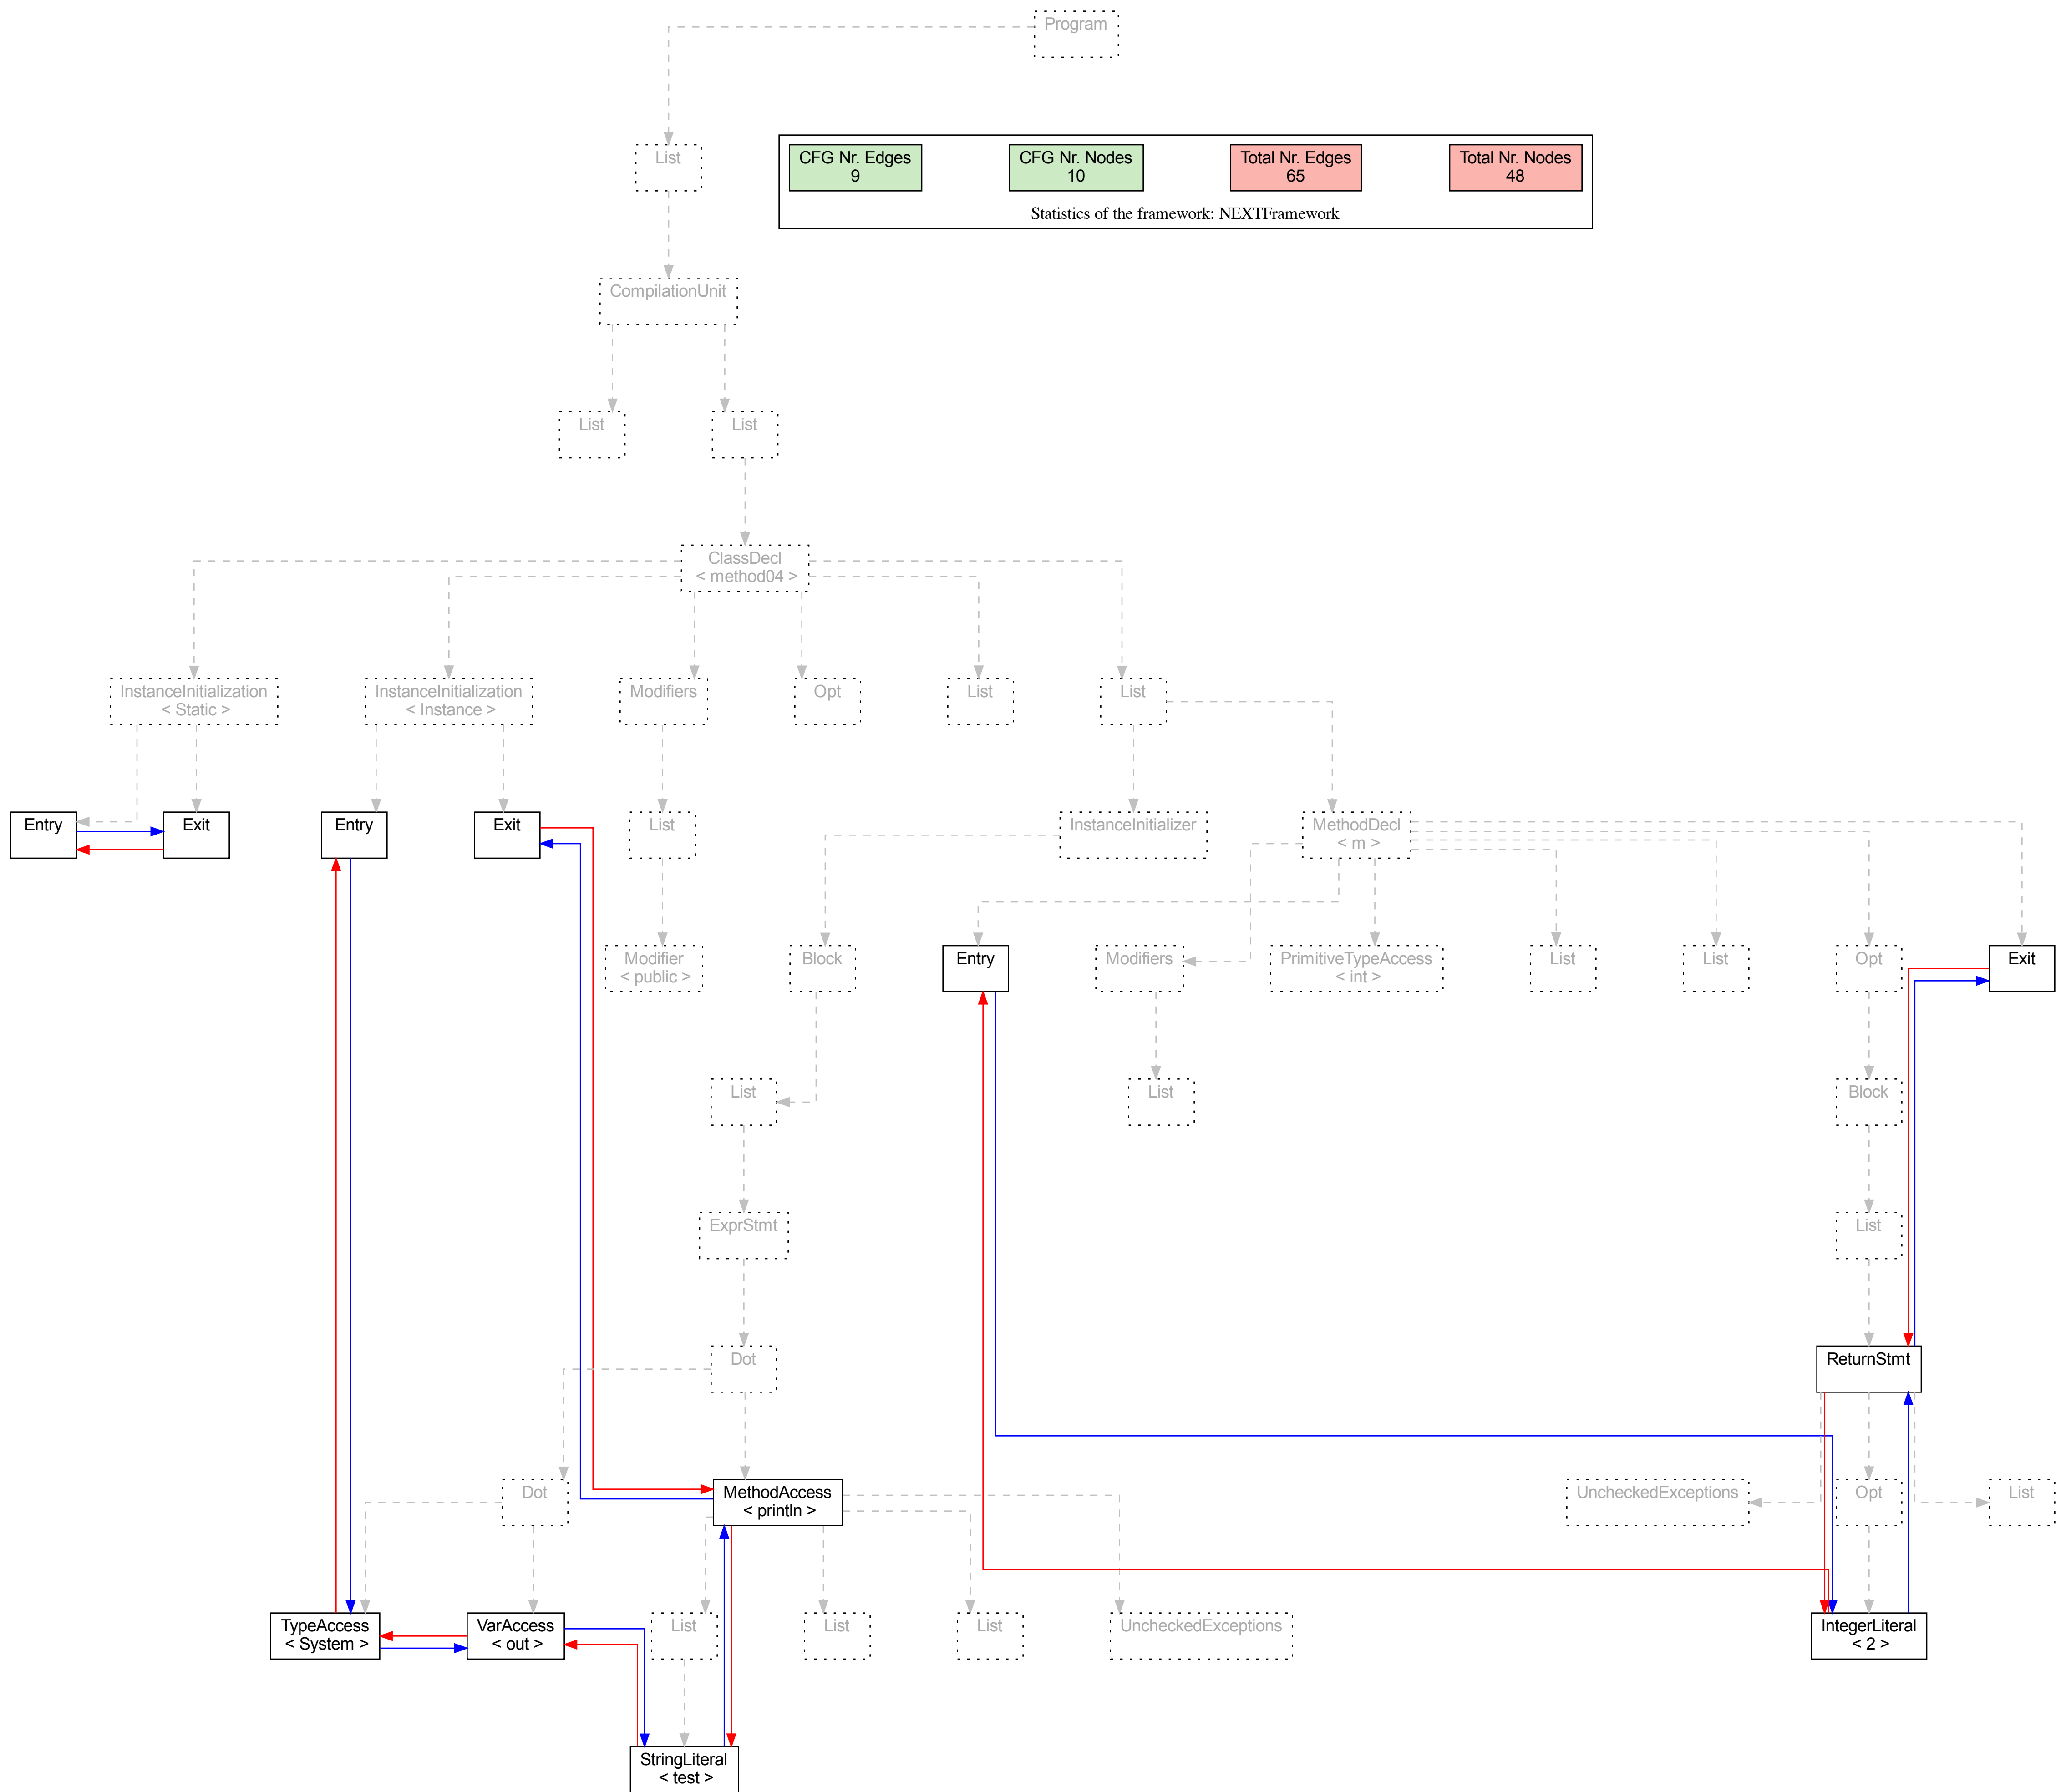 Program
List
CFG Nr. Edges
9
CFG Nr. Nodes
10
Total Nr. Edges
65
Total Nr. Nodes
48
Statistics of the framework: NEXTFramework
CompilationUnit
List
List
ClassDecl
< method04 >
InstanceInitialization
< Static >
InstanceInitialization
< Instance >
Modifiers
Opt
List
List
Entry
Exit
Entry
Exit
List
InstanceInitializer
MethodDecl
< m >
Modifier
< public >
Block
Entry
Modifiers
PrimitiveTypeAccess
< int >
List
List
Opt
Exit
List
List
Block
ExprStmt
List
Dot
ReturnStmt
Dot
MethodAccess
< println >
UncheckedExceptions
Opt
List
TypeAccess
< System >
VarAccess
< out >
List
List
List
UncheckedExceptions
IntegerLiteral
< 2 >
StringLiteral
< test >